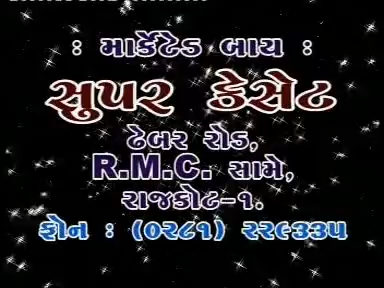 : માર્કેટેડ બાય :
સુપર કેસેટ
ઢેબર રોડ,
R.M.C. સામે,
રાજકોટ-૧.
ફોન : (૦૨૮૧) ૨૨૯૩૩૫